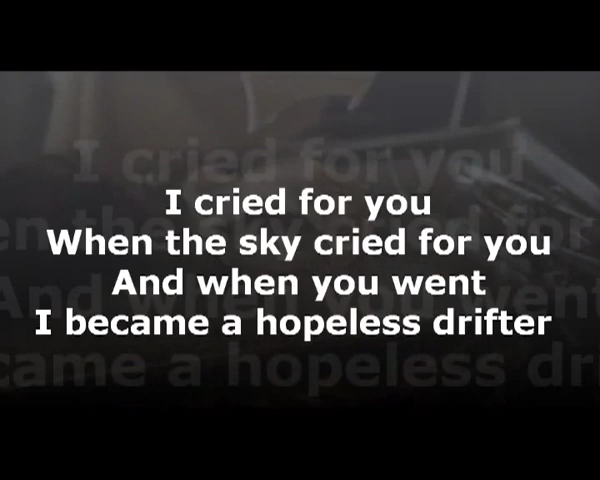 I cried for you
When the sky cried for you
And when you went
I became a hopeless drifter